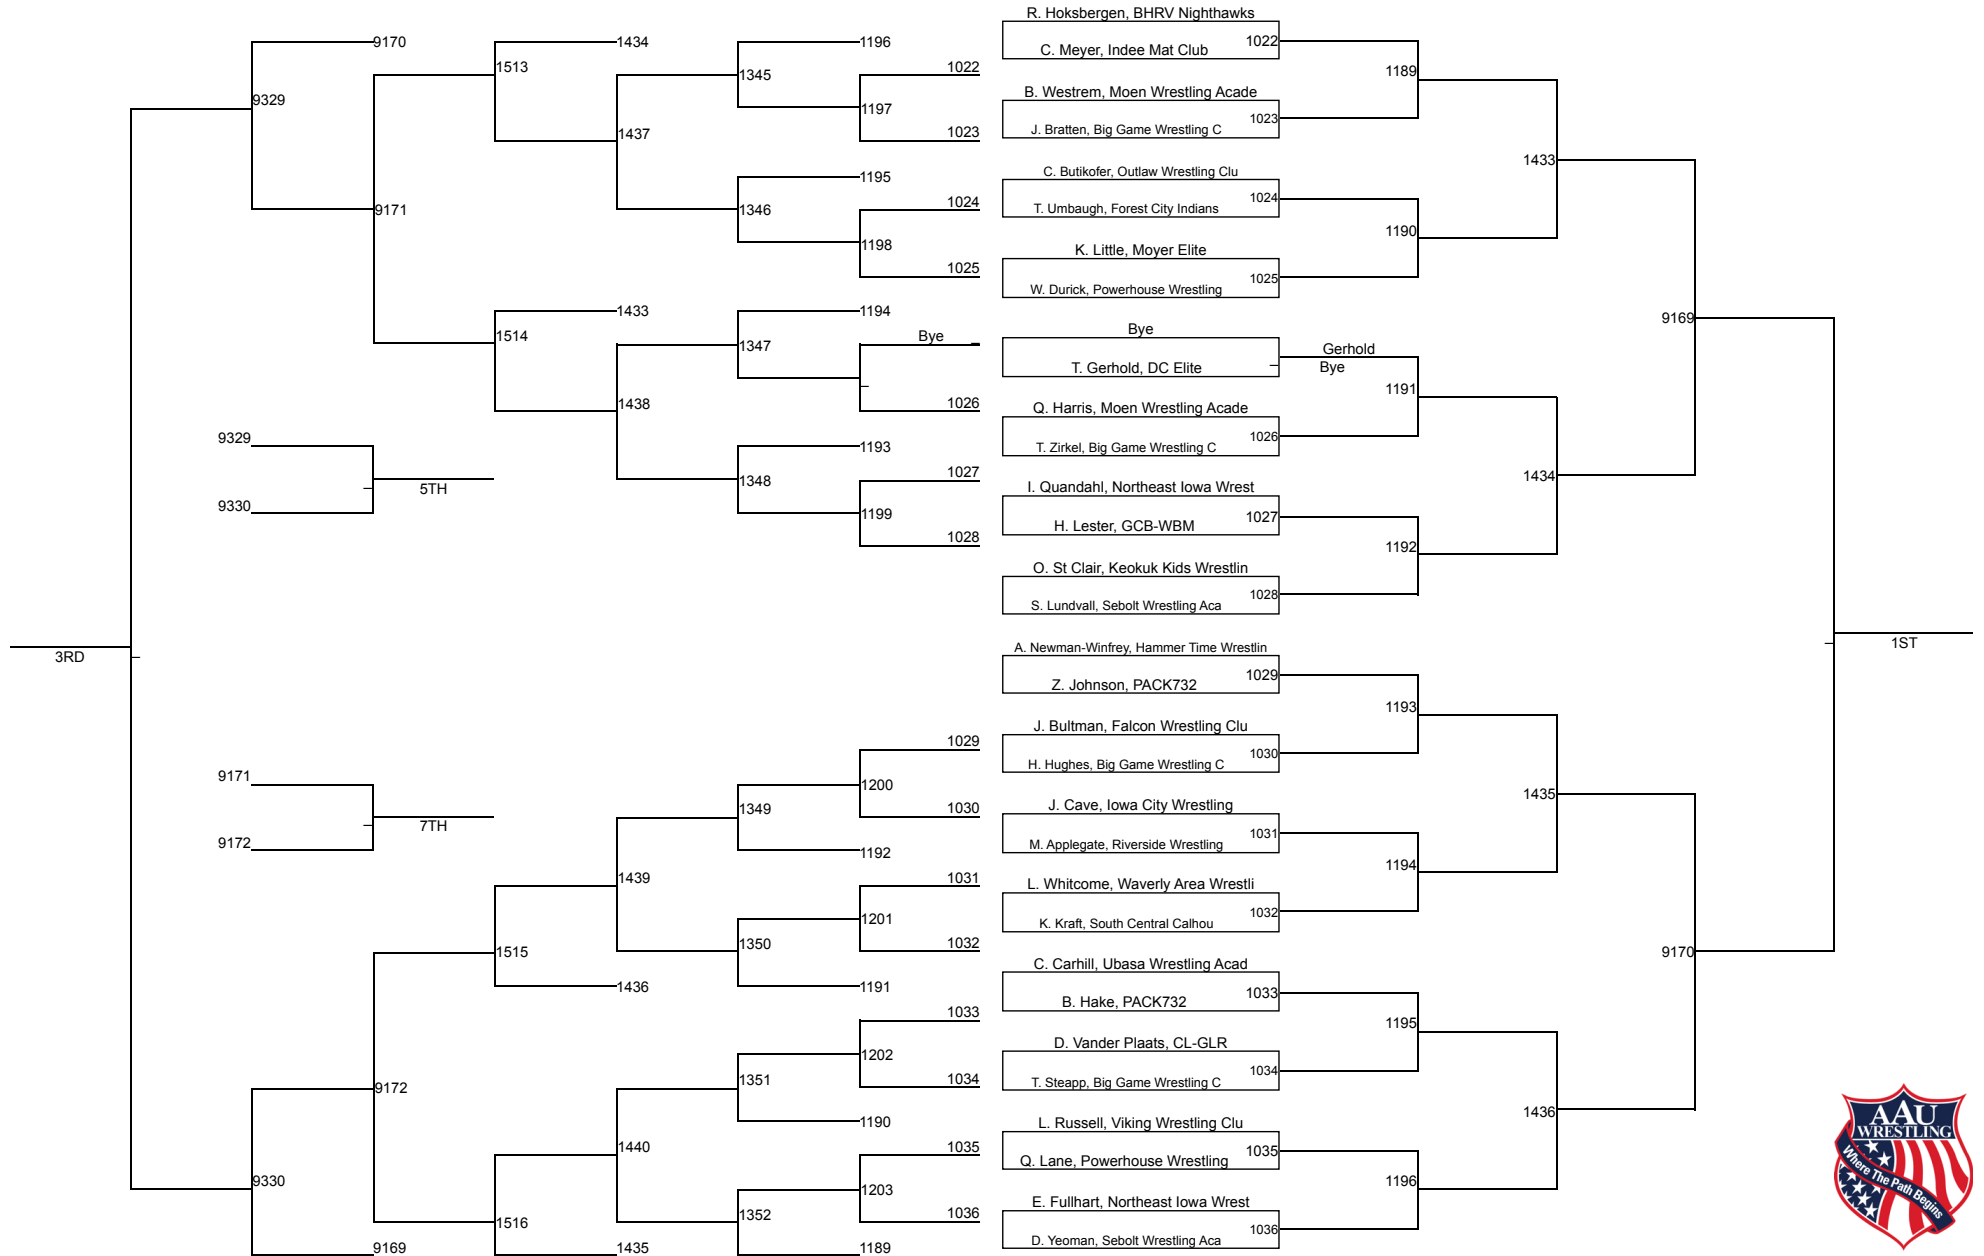 R. Hoksbergen, BHRV Nighthawks
9170
1434
1196
1022
C. Meyer, Indee Mat Club
1022
1513
1345
1189
9329
B. Westrem, Moen Wrestling Acade
1197
1023
1023
J. Bratten, Big Game Wrestling C
1437
1433
C. Butikofer, Outlaw Wrestling Clu
1195
1024
1024
T. Umbaugh, Forest City Indians
9171
1346
1190
1198
K. Little, Moyer Elite
1025
1025
W. Durick, Powerhouse Wrestling
1433
1194
9169
Bye
Bye
1514
1347
Gerhold
T. Gerhold, DC Elite
Bye
1191
1438
1026
Q. Harris, Moen Wrestling Acade
1026
9329
1193
T. Zirkel, Big Game Wrestling C
1027
1434
5TH
1348
I. Quandahl, Northeast Iowa Wrest
9330
1199
1027
H. Lester, GCB-WBM
1028
1192
O. St Clair, Keokuk Kids Wrestlin
1028
S. Lundvall, Sebolt Wrestling Aca
3RD
A. Newman-Winfrey, Hammer Time Wrestlin
1ST
1029
Z. Johnson, PACK732
1193
J. Bultman, Falcon Wrestling Clu
1029
1030
H. Hughes, Big Game Wrestling C
9171
1200
1435
1349
1030
J. Cave, Iowa City Wrestling
7TH
1031
9172
1192
M. Applegate, Riverside Wrestling
1194
1439
1031
L. Whitcome, Waverly Area Wrestli
1201
1032
K. Kraft, South Central Calhou
1515
1350
1032
9170
C. Carhill, Ubasa Wrestling Acad
1436
1191
1033
B. Hake, PACK732
1033
1195
D. Vander Plaats, CL-GLR
1202
1034
9172
1351
1034
T. Steapp, Big Game Wrestling C
1436
1190
L. Russell, Viking Wrestling Clu
1440
1035
1035
Q. Lane, Powerhouse Wrestling
9330
1203
1196
1516
1352
1036
E. Fullhart, Northeast Iowa Wrest
1036
D. Yeoman, Sebolt Wrestling Aca
9169
1435
1189
AAU
WRESTLING
Where The Path Begins